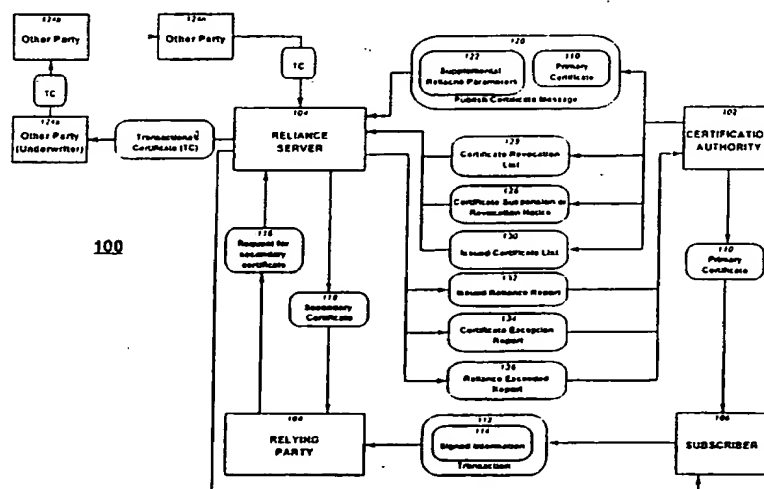 124b
Other Party
124n
Other Party
TC
TC
124a
Other Party
(Underwriter)
Transactional
Certificate (TC)
104
RELIANCE
SERVER
120
122
Supplemental
Reliance Parameters
110
Primary
Certificate
Publish Certificate Message
102
CERTIFICATION
AUTHORITY
Certificate Revocation
List
Certificate Suspension or
Revocation Notice
130
Issued Certificate List
132
Issued Reliance Report
134
Certificate Exception
Report
136
Reliance Exceeded
Report
100
116
Request for
secondary
certificate
118
Secondary
Certificate
110
Primary
Certificate
108
RELYING
PARTY
112
114
Signed Information
Transaction
106
SUBSCRIBER